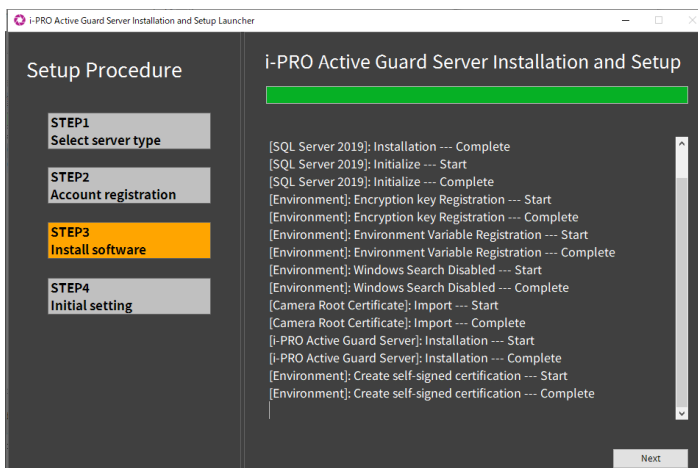 i-PRO Active Guard Server Installation and Setup Launcher
Setup Procedure
STEP1
Select server type
STEP2
Account registration
STEP3
Install software
STEP4
Initial setting
i-PRO Active Guard Server Installation and Setup
[SQL Server 2019]: Installation --- Complete
[SQL Server 2019]: Initialize --- Start
[SQL Server 2019]: Initialize --- Complete
[Environment]: Encryption key Registration --- Start
[Environment]: Encryption key Registration --- Complete
[Environment]: Environment Variable Registration --- Start
[Environment]: Environment Variable Registration --- Complete
[Environment]: Windows Search Disabled --- Start
[Environment]: Windows Search Disabled --- Complete
[Camera Root Certificate]: Import --- Start
[Camera Root Certificate]: Import --- Complete
[i-PRO Active Guard Server]: Installation --- Start
[i-PRO Active Guard Server]: Installation --- Complete
[Environment]: Create self-signed certification --- Start
[Environment]: Create self-signed certification --- Complete
Next